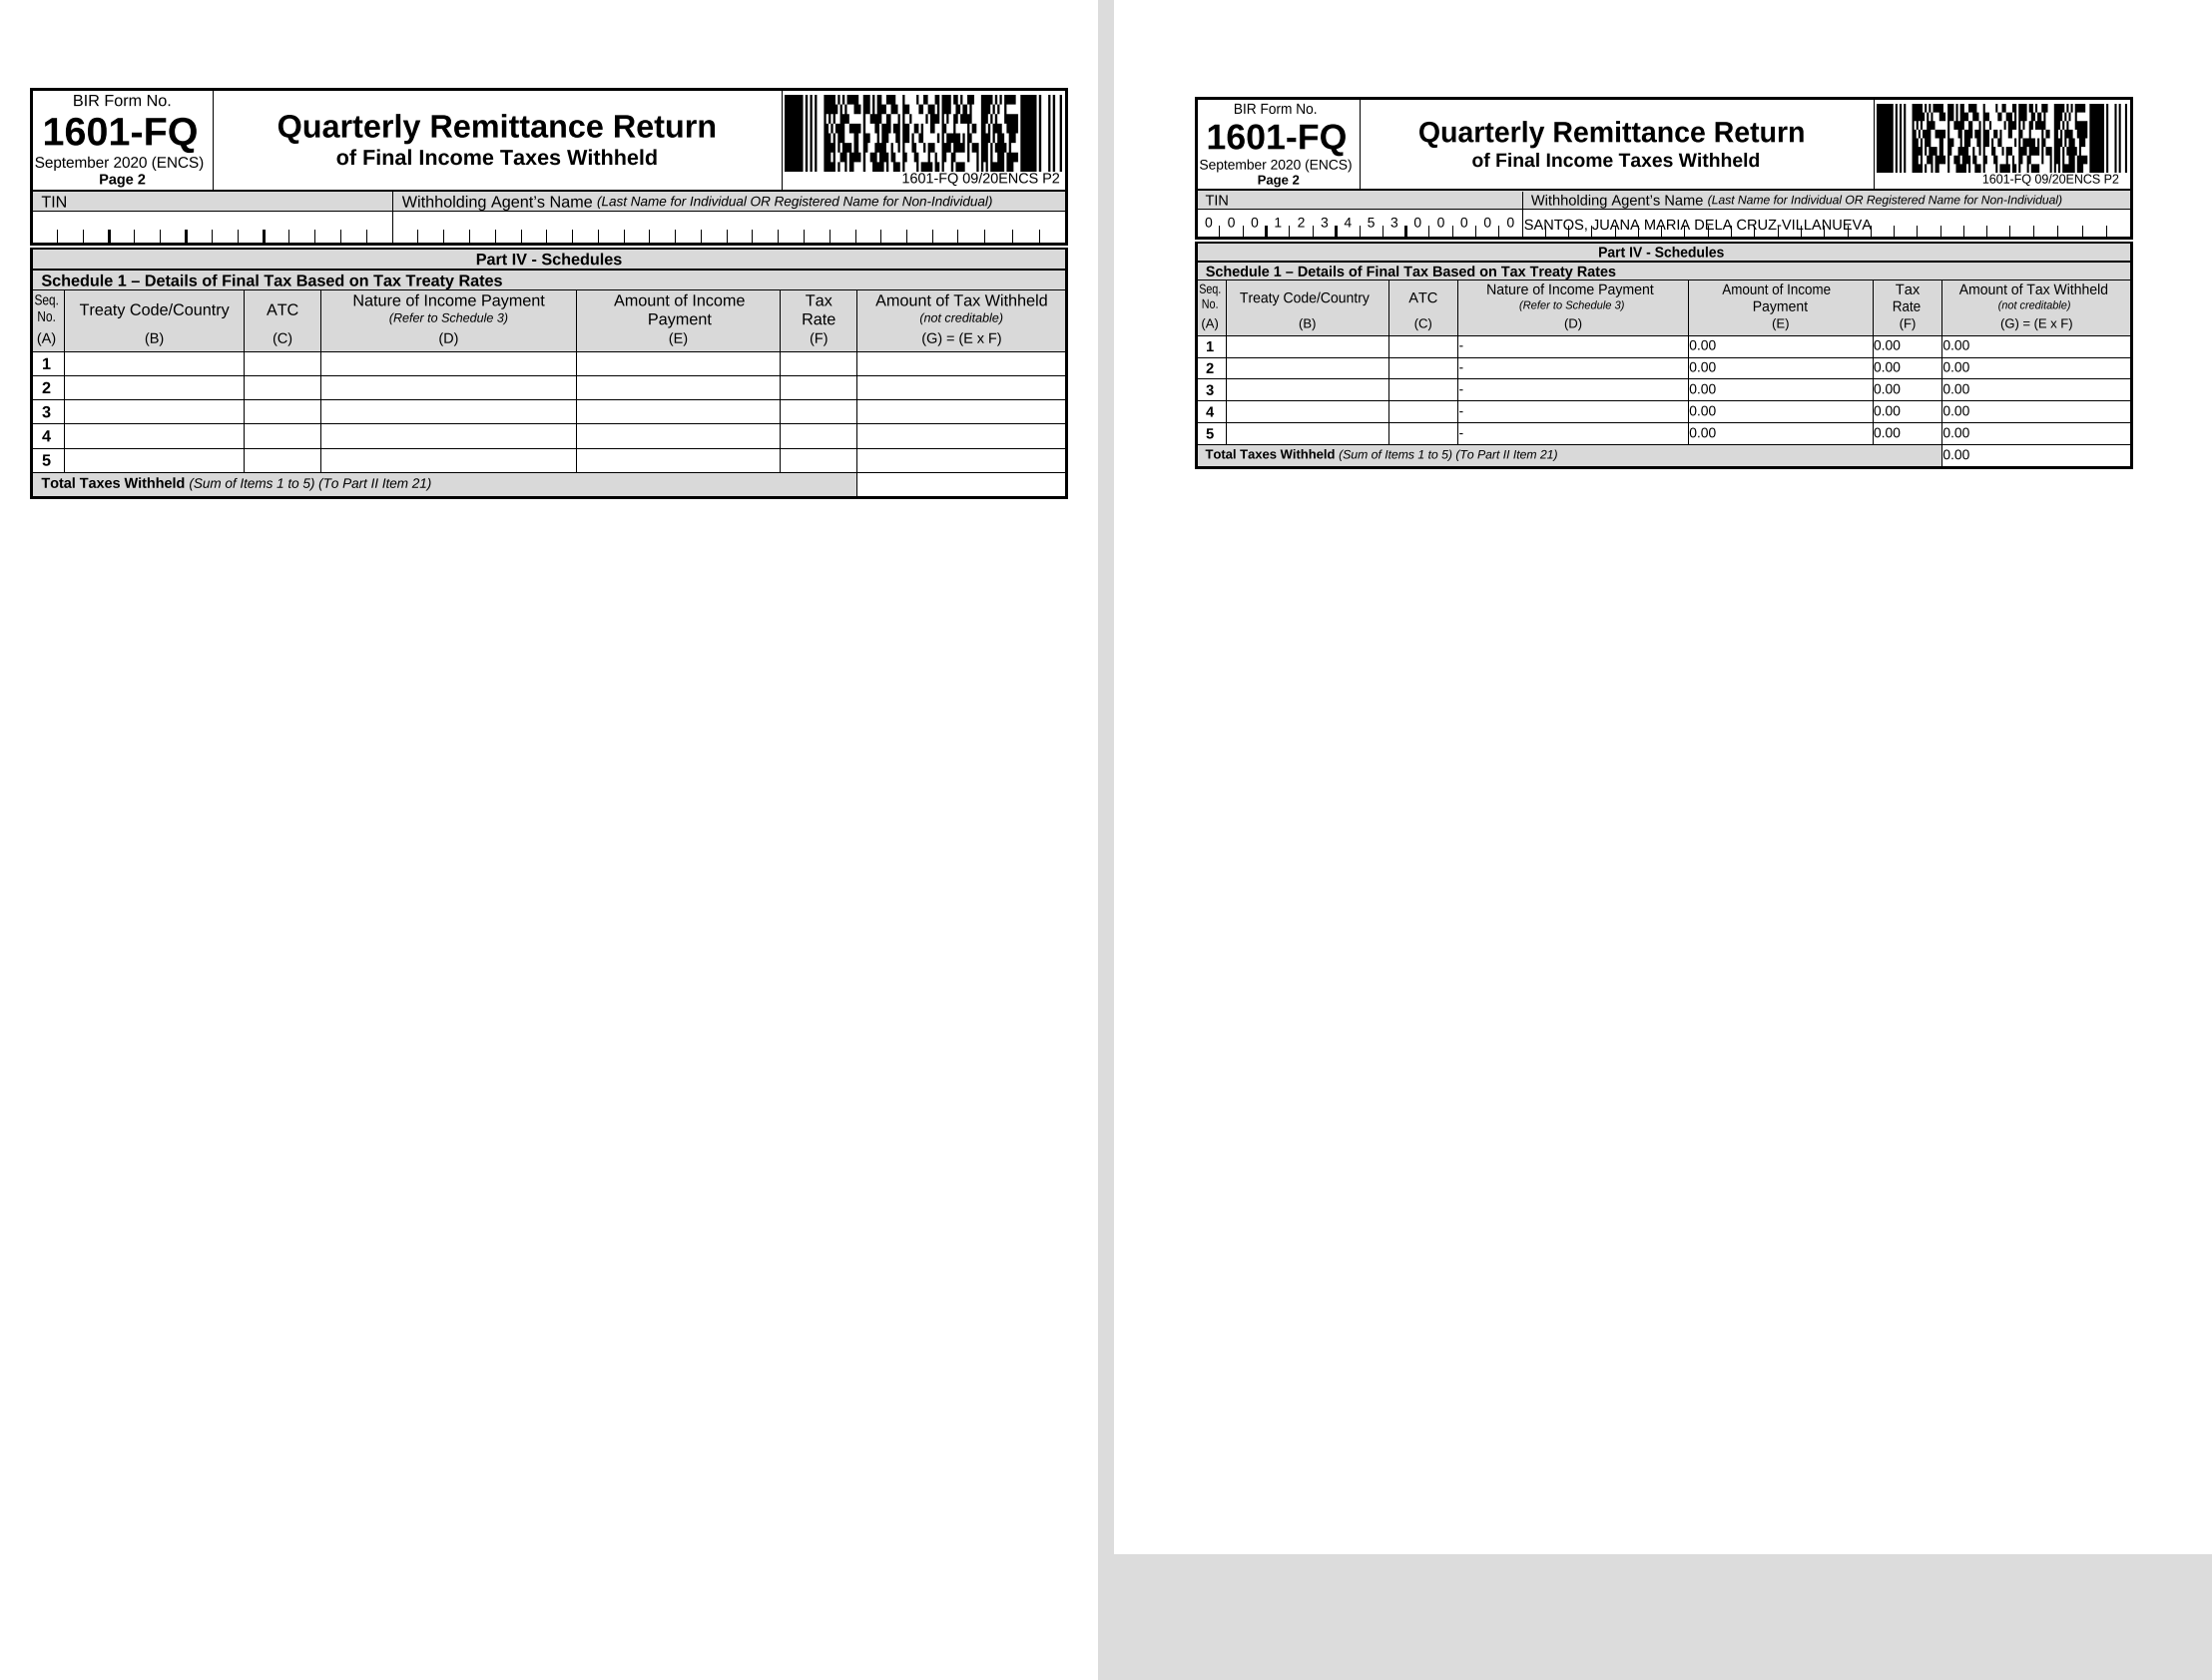 BIR Form No.
1601-FQ
September 2020 (ENCS)
Page 2
Quarterly Remittance Return
of Final Income Taxes Withheld
1601-FQ 09/20ENCS P2
TIN Withholding Agent’s Name (Last Name for Individual OR Registered Name for Non-Individual)
Part IV - Schedules
Schedule 1 – Details of Final Tax Based on Tax Treaty Rates
Seq. No. (A) Treaty Code/Country (B) ATC (C) Nature of Income Payment (Refer to Schedule 3) (D) Amount of Income Payment (E) Tax Rate (F) Amount of Tax Withheld (not creditable) (G) = (E x F)
1
2
3
4
5
Total Taxes Withheld (Sum of Items 1 to 5) (To Part II Item 21)
BIR Form No.
1601-FQ
September 2020 (ENCS)
Page 2
Quarterly Remittance Return
of Final Income Taxes Withheld
1601-FQ 09/20ENCS P2
TIN Withholding Agent’s Name (Last Name for Individual OR Registered Name for Non-Individual)
0 0 0 1 2 3 4 5 3 0 0 0 0 0 SANTOS, JUANA MARIA DELA CRUZ-VILLANUEVA
Part IV - Schedules
Schedule 1 – Details of Final Tax Based on Tax Treaty Rates
Seq. No. (A) Treaty Code/Country (B) ATC (C) Nature of Income Payment (Refer to Schedule 3) (D) Amount of Income Payment (E) Tax Rate (F) Amount of Tax Withheld (not creditable) (G) = (E x F)
1 - 0.00 0.00 0.00
2 - 0.00 0.00 0.00
3 - 0.00 0.00 0.00
4 - 0.00 0.00 0.00
5 - 0.00 0.00 0.00
Total Taxes Withheld (Sum of Items 1 to 5) (To Part II Item 21) 0.00